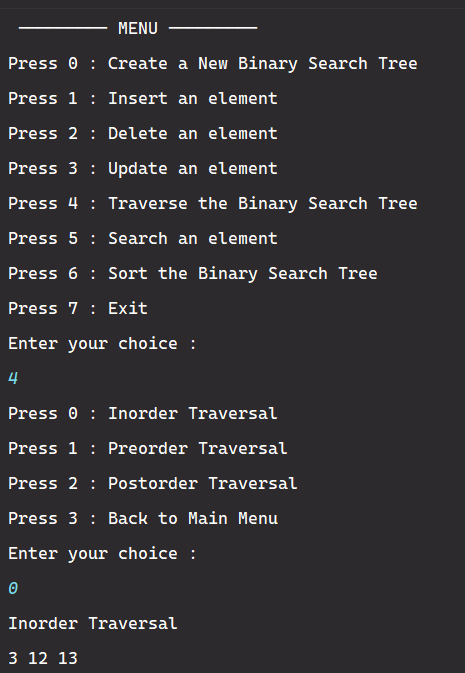 ───────── MENU ─────────
Press 0 : Create a New Binary Search Tree
Press 1 : Insert an element
Press 2 : Delete an element
Press 3 : Update an element
Press 4 : Traverse the Binary Search Tree
Press 5 : Search an element
Press 6 : Sort the Binary Search Tree
Press 7 : Exit
Enter your choice :
4
Press 0 : Inorder Traversal
Press 1 : Preorder Traversal
Press 2 : Postorder Traversal
Press 3 : Back to Main Menu
Enter your choice :
0
Inorder Traversal
3 12 13